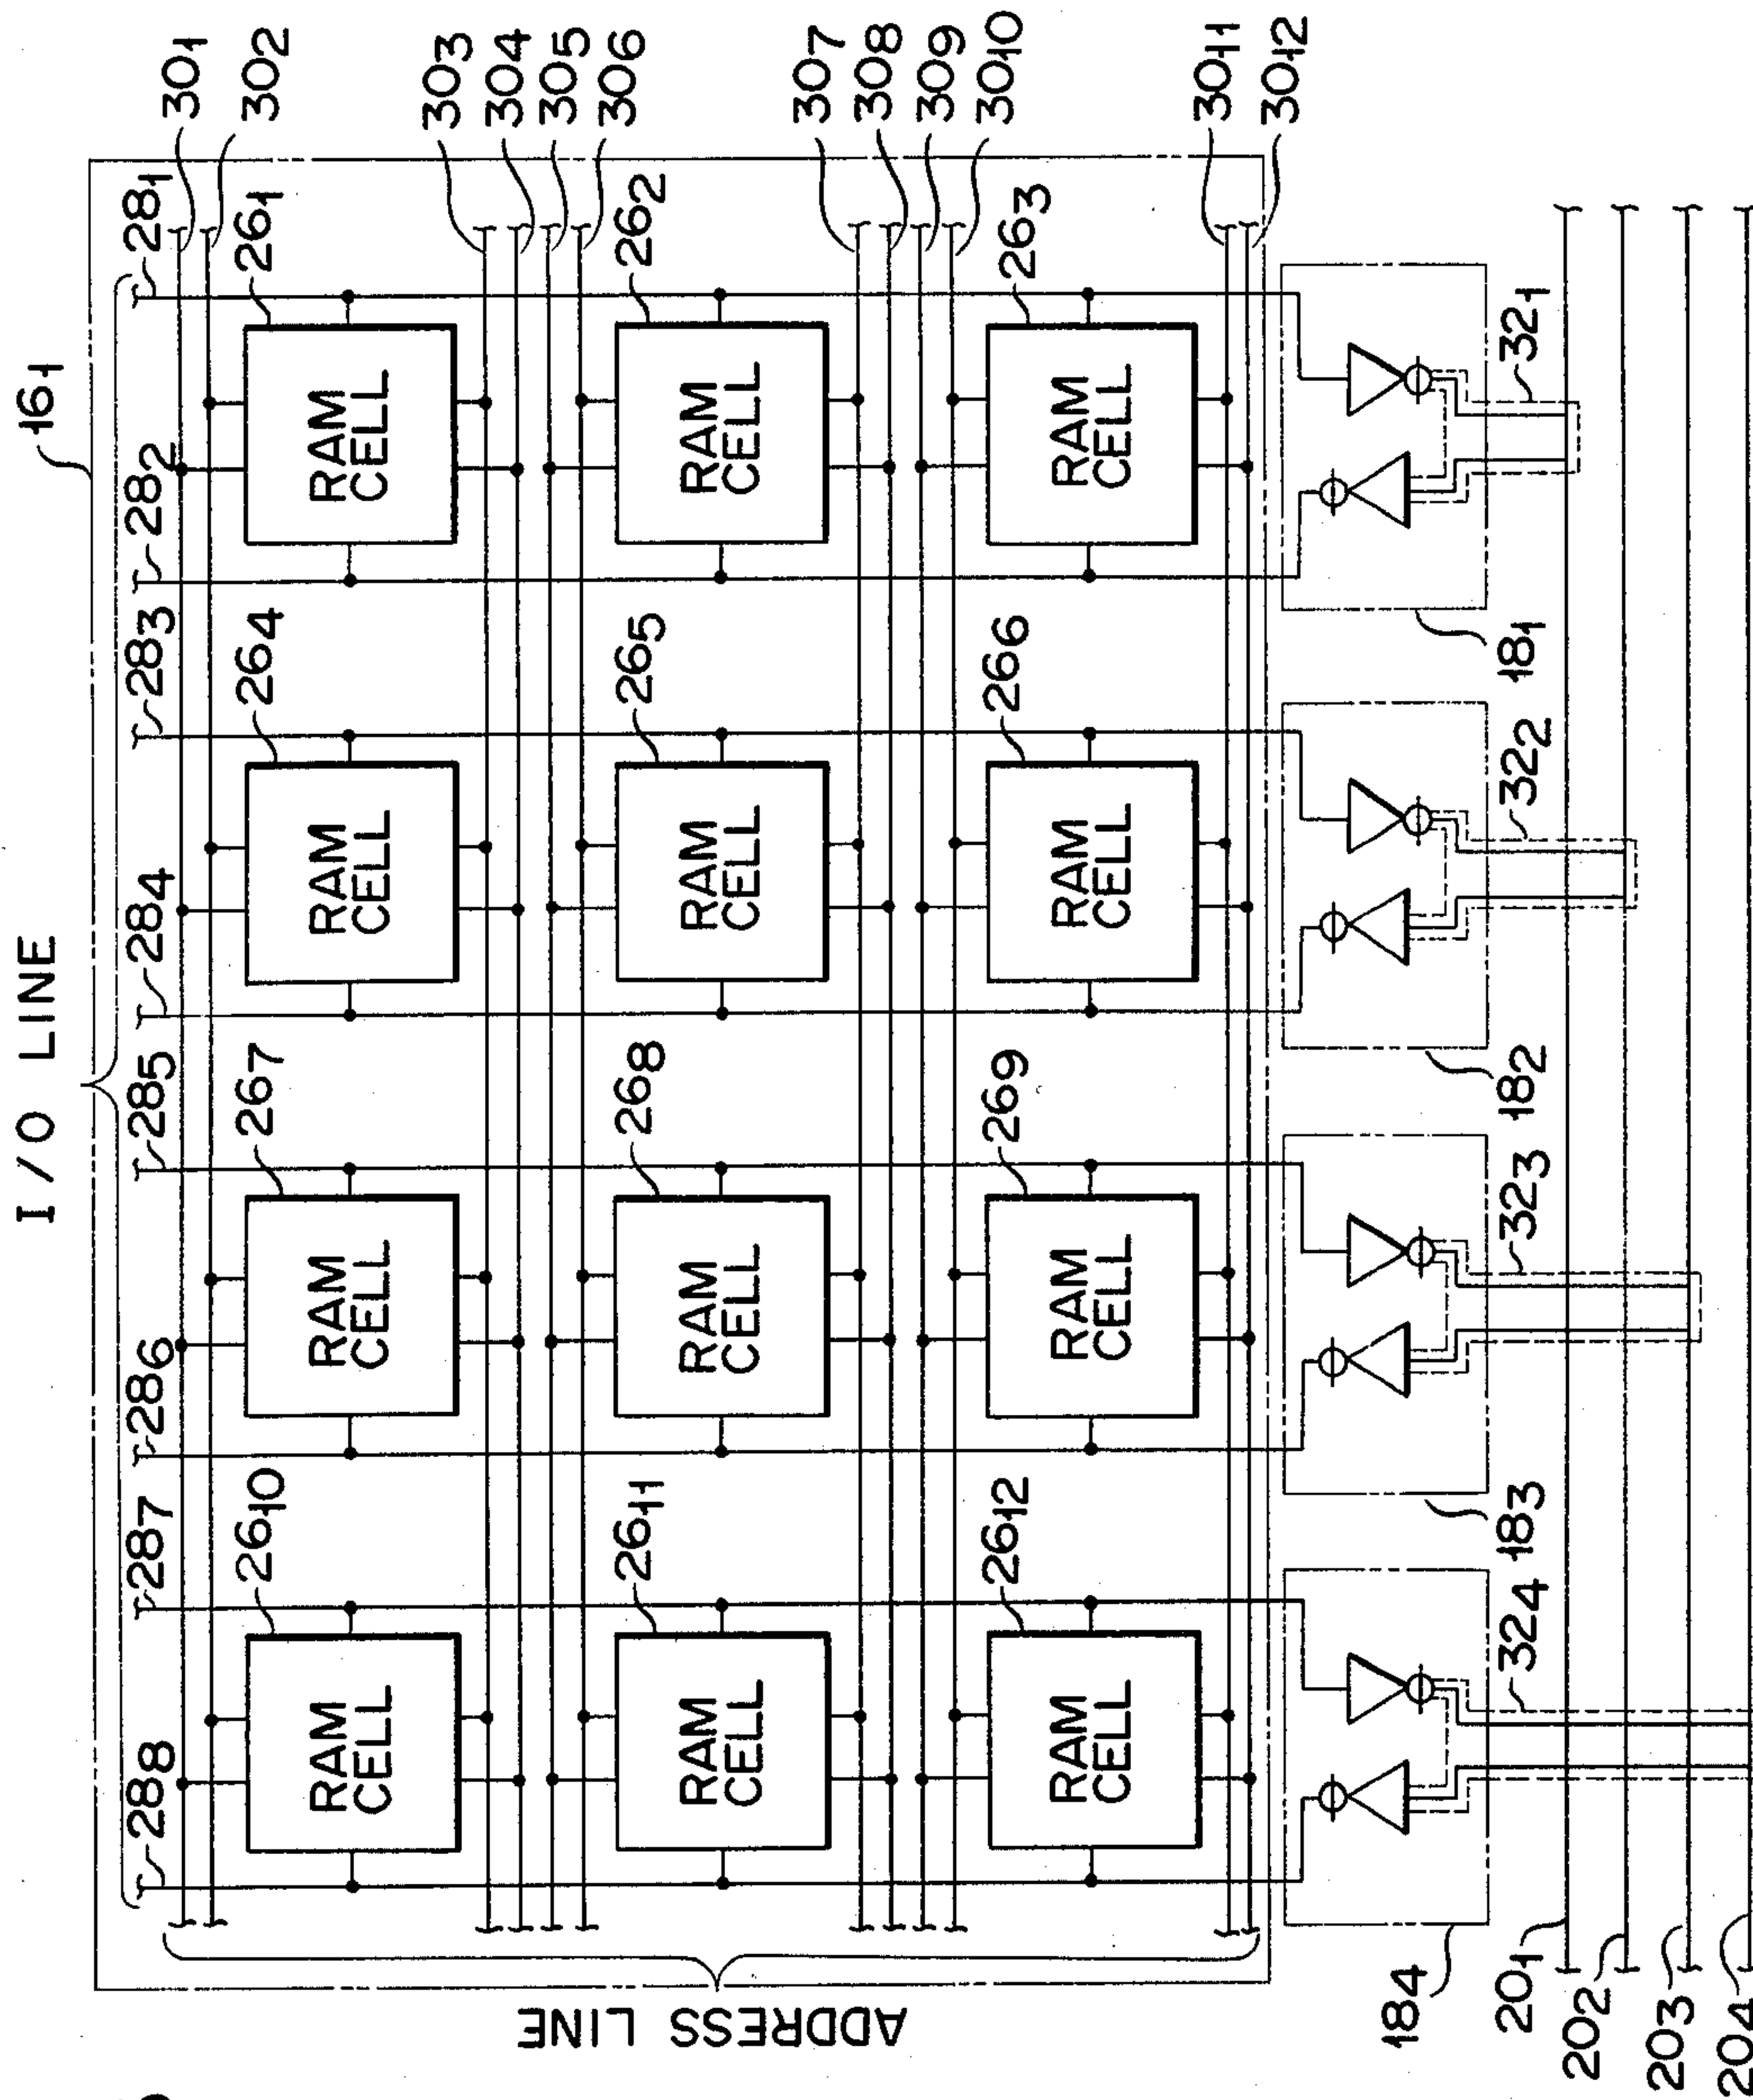 I/O LINE
16₁
28₈
28₇
28₆
28₅
28₄
28₃
28₂
28₁
30₁
30₂
30₃
30₄
30₅
30₆
30₇
30₈
30₉
30₁₀
30₁₁
30₁₂
26₁₀
26₇
26₄
26₁
RAM
CELL
RAM
CELL
RAM
CELL
RAM
CELL
26₁₁
26₈
26₅
26₂
RAM
CELL
RAM
CELL
RAM
CELL
RAM
CELL
26₁₂
26₉
26₆
26₃
RAM
CELL
RAM
CELL
RAM
CELL
RAM
CELL
ADDRESS LINE
18₄
18₃
18₂
18₁
32₄
32₃
32₂
32₁
20₁
20₂
20₃
20₄